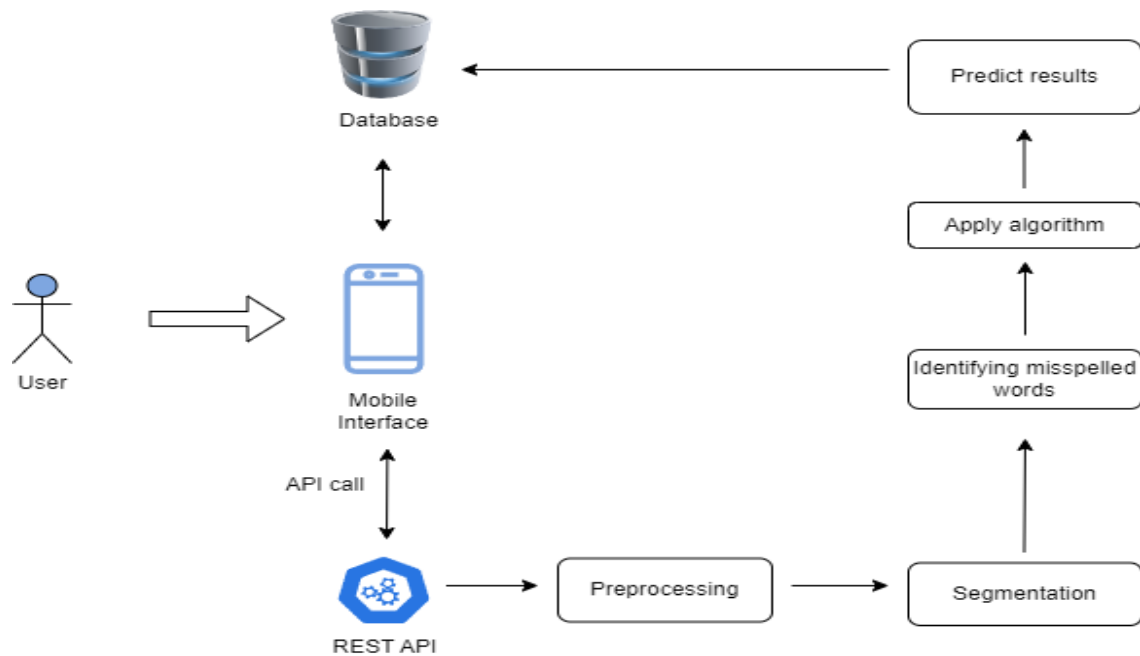 Database
Predict results
Apply algorithm
User
Mobile
Interface
Identifying misspelled
words
API call
REST API
Preprocessing
Segmentation